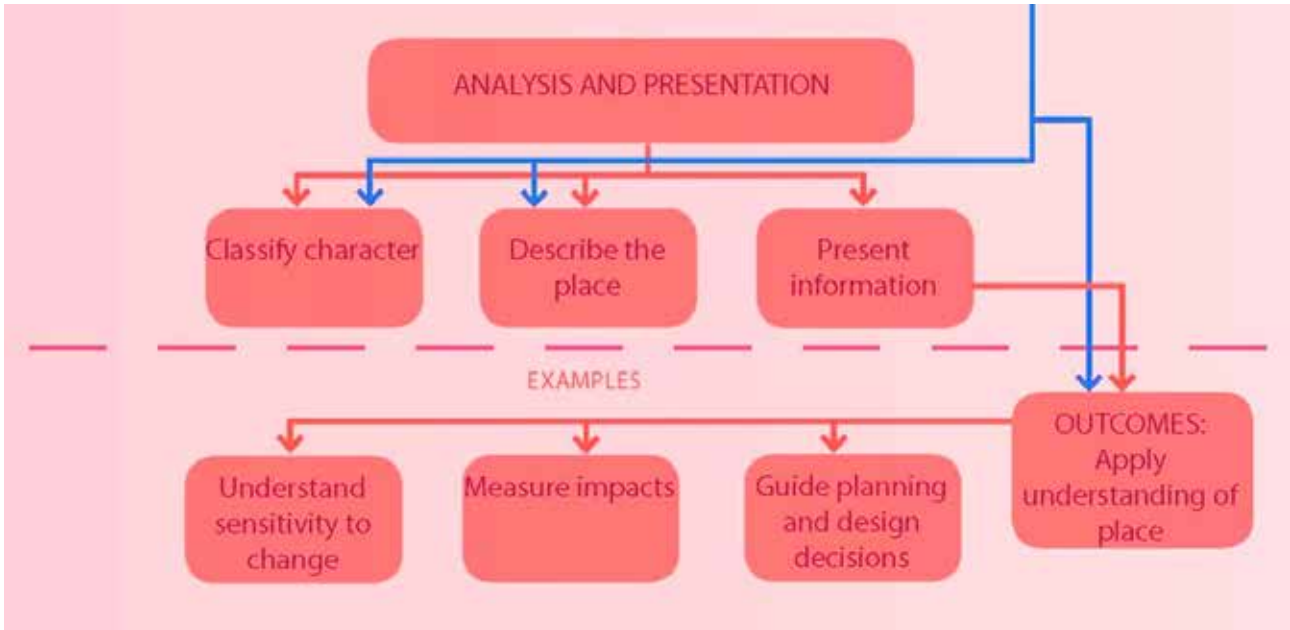 ANALYSIS AND PRESENTATION
Classify character
Describe the
place
Present
information
EXAMPLES
OUTCOMES:
Apply
understanding of
place
Understand
sensitivity to
change
Measure impacts
Guide planning
and design
decisions